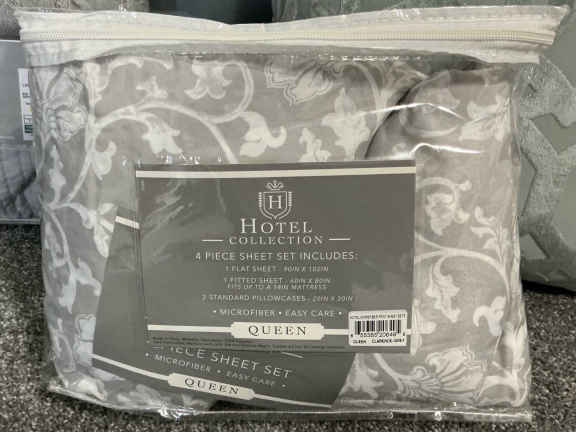 H
HOTEL
COLLECTION
4 PIECE SHEET SET INCLUDES:
1 FLAT SHEET - 90IN X 102IN
1 FITTED SHEET - 60IN X 80IN
FITS UP TO A 14IN MATTRESS
2 STANDARD PILLOWCASES - 20IN X 30IN
• MICROFIBER • EASY CARE •
QUEEN
QUEEN CLARENCE-GREY
PIECE SHEET SET
MICROFIBER • EASY CARE •
QUEEN